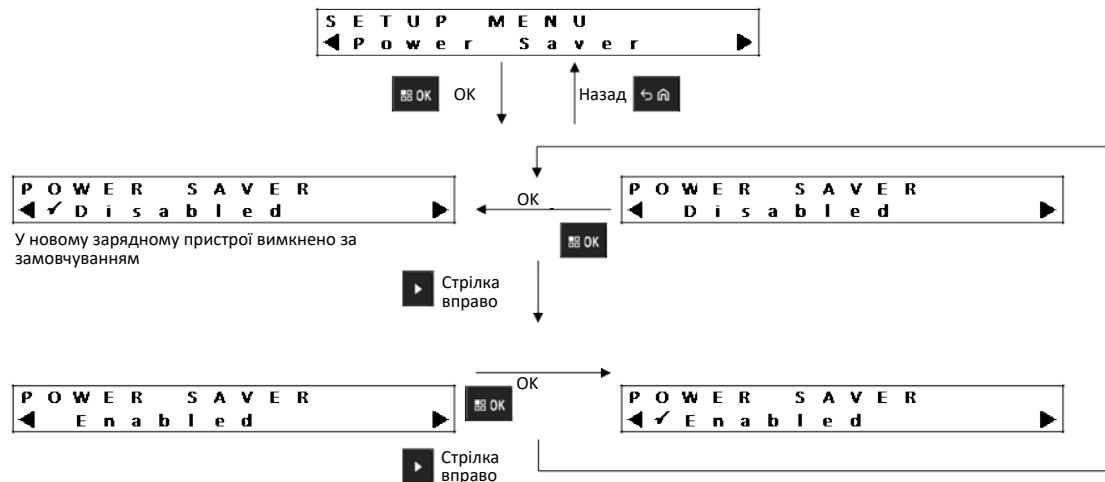 SETUP MENU
◀ Power Saver ▶
OK OK
Назад
POWER SAVER
◀ ✓ Disabled ▶
OK
POWER SAVER
◀ Disabled ▶
OK
У новому зарядному пристрої вимкнено за
замовчуванням
Стрілка
вправо
POWER SAVER
◀ Enabled ▶
OK
OK
POWER SAVER
◀ ✓ Enabled ▶
Стрілка
вправо